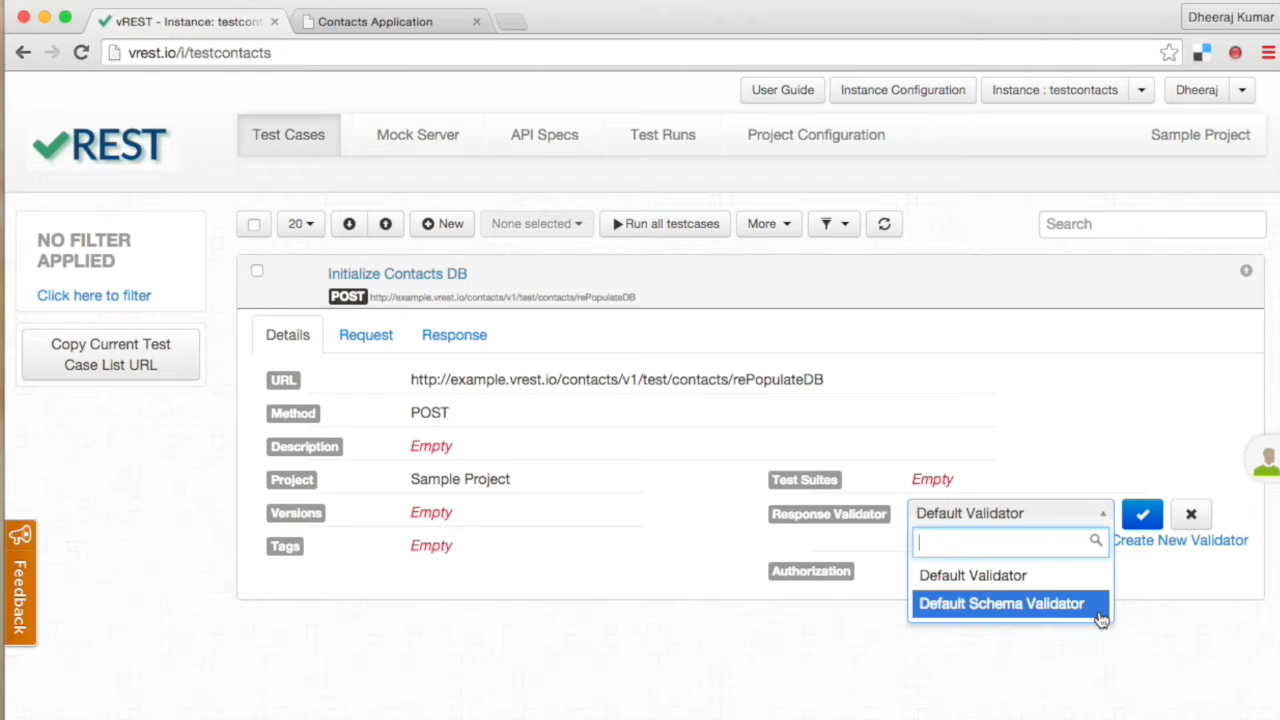 vREST - Instance: testcont
Contacts Application
Dheeraj Kumar
vrest.io/i/testcontacts
User Guide
Instance Configuration
Instance : testcontacts
Dheeraj
vREST
Test Cases
Mock Server
API Specs
Test Runs
Project Configuration
Sample Project
NO FILTER
APPLIED
Click here to filter
Copy Current Test
Case List URL
20
New
None selected
Run all testcases
More
Search
Initialize Contacts DB
POST http://example.vrest.io/contacts/v1/test/contacts/rePopulateDB
Details
Request
Response
URL http://example.vrest.io/contacts/v1/test/contacts/rePopulateDB
Method POST
Description Empty
Project Sample Project
Test Suites Empty
Versions Empty
Response Validator Default Validator
Create New Validator
Tags Empty
Authorization
Default Validator
Default Schema Validator
Feedback